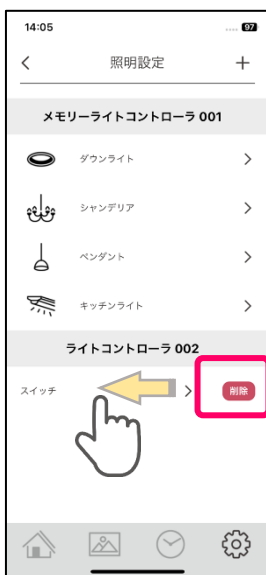 14:05
97
照明設定
メモリーライトコントローラ 001
ダウンライト
シャンデリア
ペンダント
キッチンライト
ライトコントローラ 002
スイッチ
削除